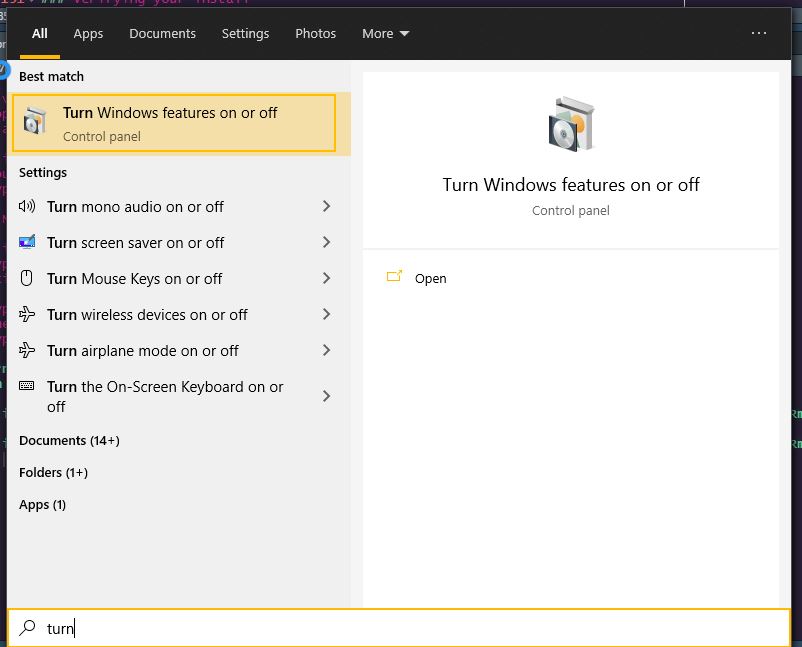 ### Verifying your install
All
Apps
Documents
Settings
Photos
More
...
Best match
Turn Windows features on or off
Control panel
Settings
Turn mono audio on or off
Turn screen saver on or off
Turn Mouse Keys on or off
Turn wireless devices on or off
Turn airplane mode on or off
Turn the On-Screen Keyboard on or
off
Documents (14+)
Folders (1+)
Apps (1)
Turn Windows features on or off
Control panel
Open
turn